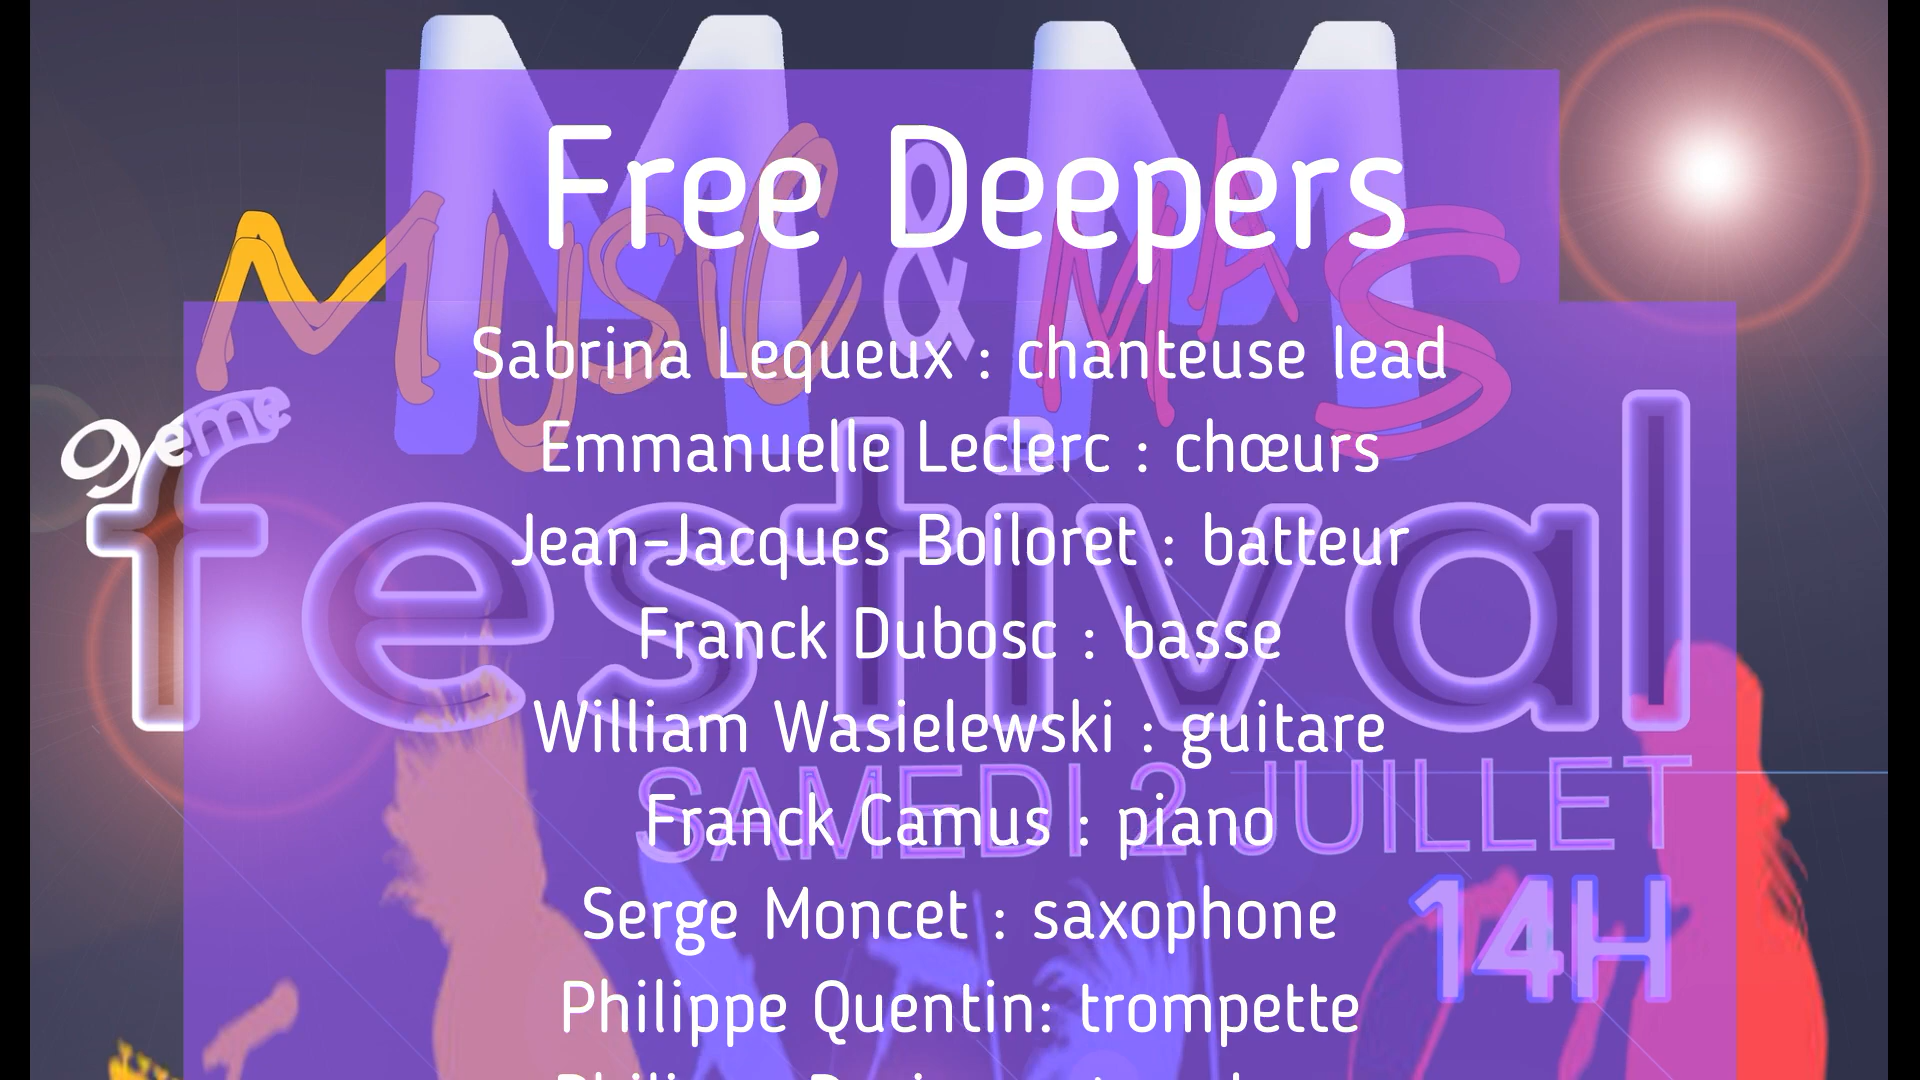 M M
Free Deepers
MUSIC & MAS
Sabrina Lequeux : chanteuse lead
9eme
Emmanuelle Leclerc : chœurs
festival
Jean-Jacques Boiloret : batteur
Franck Dubosc : basse
William Wasielewski : guitare
SAMEDI 2 JUILLET
Franck Camus : piano
14H
Serge Moncet : saxophone
Philippe Quentin: trompette